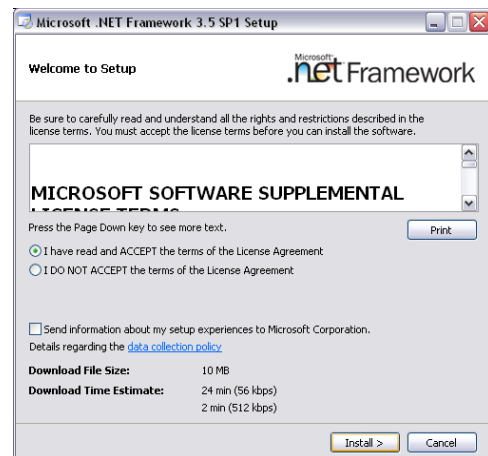 Microsoft .NET Framework 3.5 SP1 Setup
Welcome to Setup
Microsoft
.net Framework
Be sure to carefully read and understand all the rights and restrictions described in the
license terms. You must accept the license terms before you can install the software.
MICROSOFT SOFTWARE SUPPLEMENTAL
LICENSE TERMS
Press the Page Down key to see more text.
Print
I have read and ACCEPT the terms of the License Agreement
I DO NOT ACCEPT the terms of the License Agreement
Send information about my setup experiences to Microsoft Corporation.
Details regarding the data collection policy
Download File Size: 10 MB
Download Time Estimate: 24 min (56 kbps)
2 min (512 kbps)
Install > Cancel